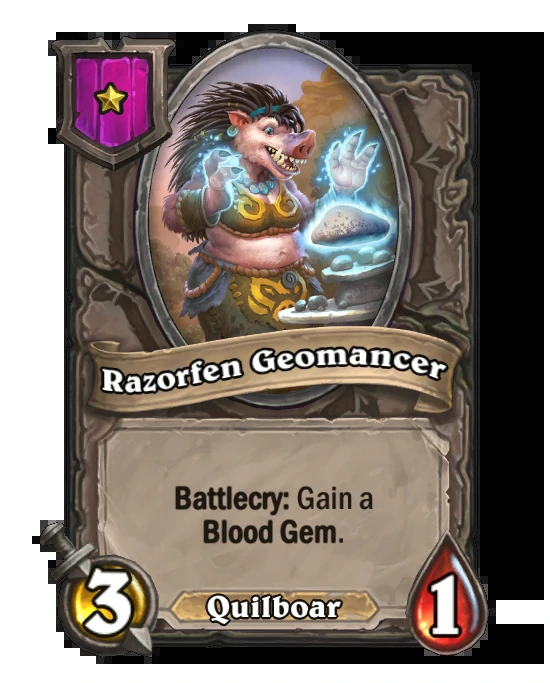 Razorfen Geomancer
Battlecry: Gain a
Blood Gem.
3
Quilboar
1